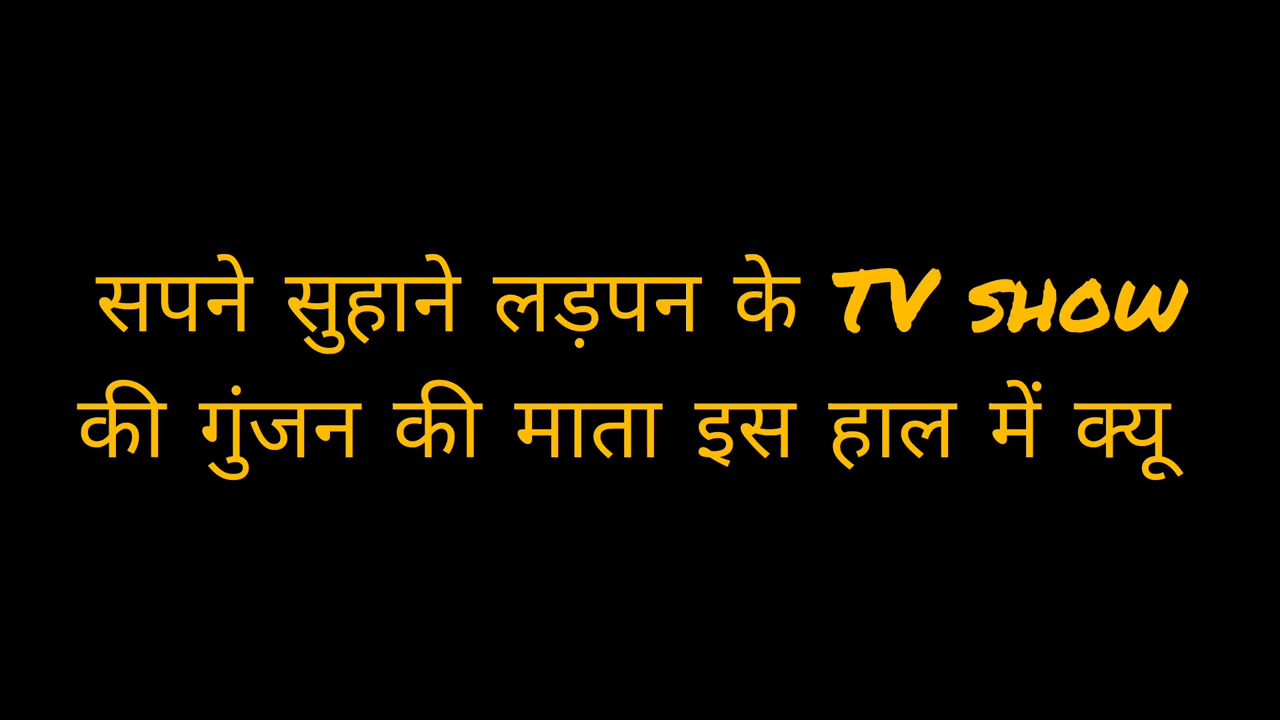 सपने सुहाने लड़पन के TV SHOW
की गुंजन की माता इस हाल में क्यू